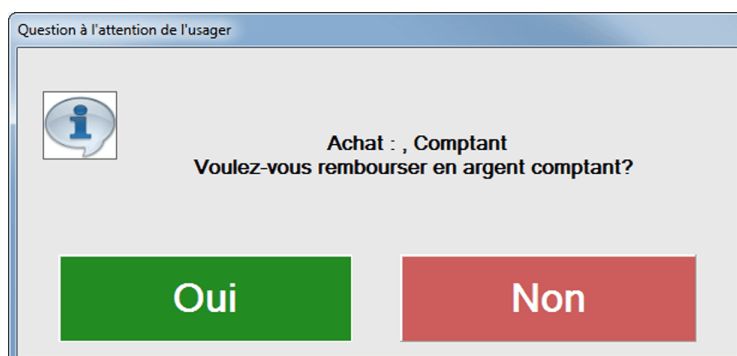 Question à l'attention de l'usager
Achat : , Comptant
Voulez-vous rembourser en argent comptant?
Oui
Non